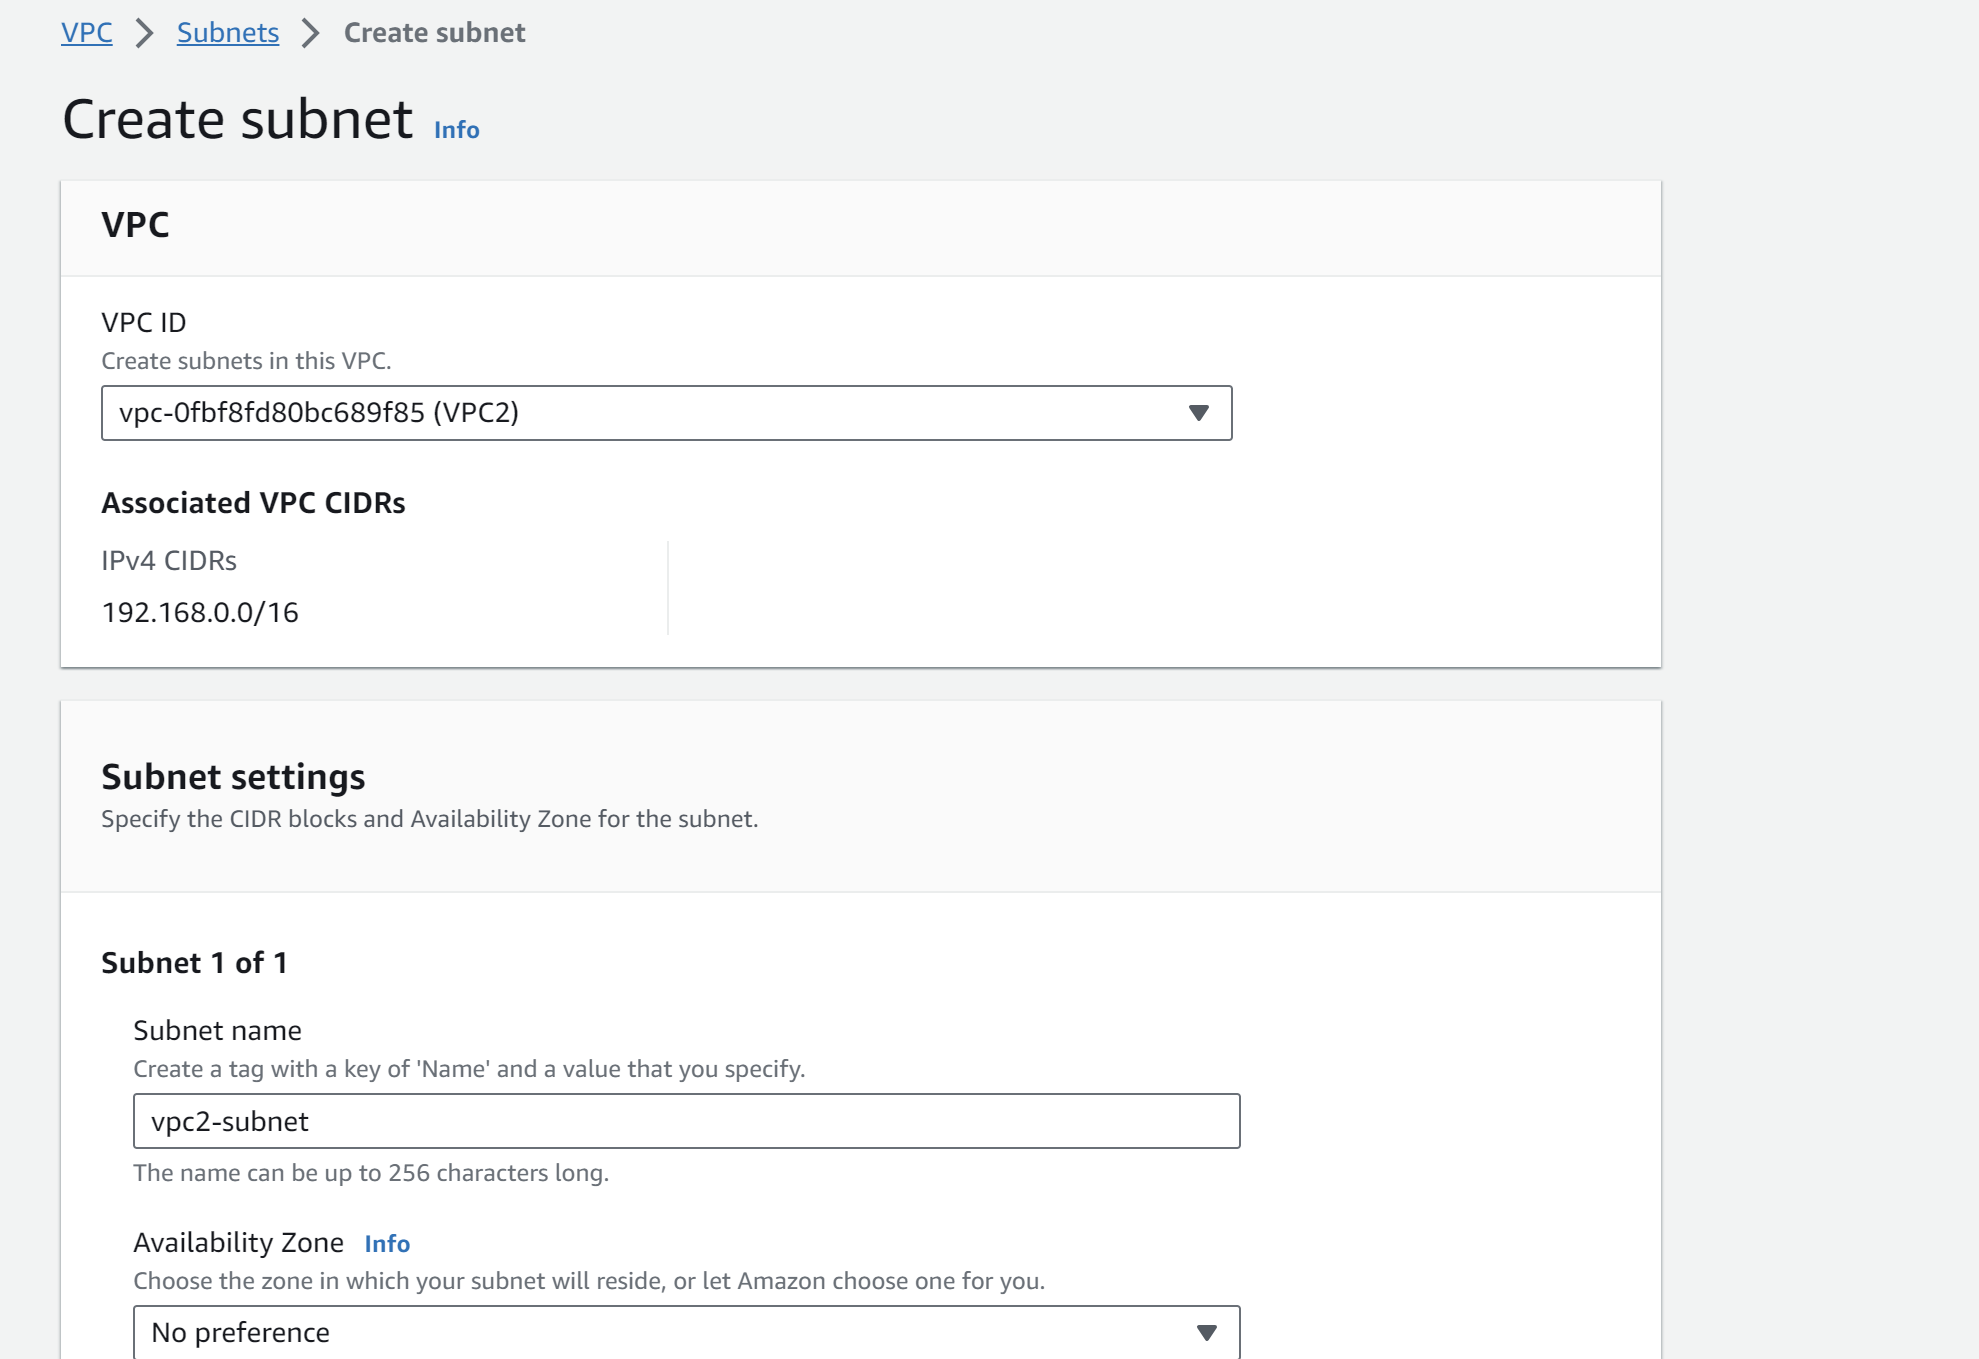 VPC > Subnets > Create subnet
Create subnet Info
VPC
VPC ID
Create subnets in this VPC.
vpc-0fbf8fd80bc689f85 (VPC2)
Associated VPC CIDRs
IPv4 CIDRs
192.168.0.0/16
Subnet settings
Specify the CIDR blocks and Availability Zone for the subnet.
Subnet 1 of 1
Subnet name
Create a tag with a key of 'Name' and a value that you specify.
vpc2-subnet
The name can be up to 256 characters long.
Availability Zone Info
Choose the zone in which your subnet will reside, or let Amazon choose one for you.
No preference